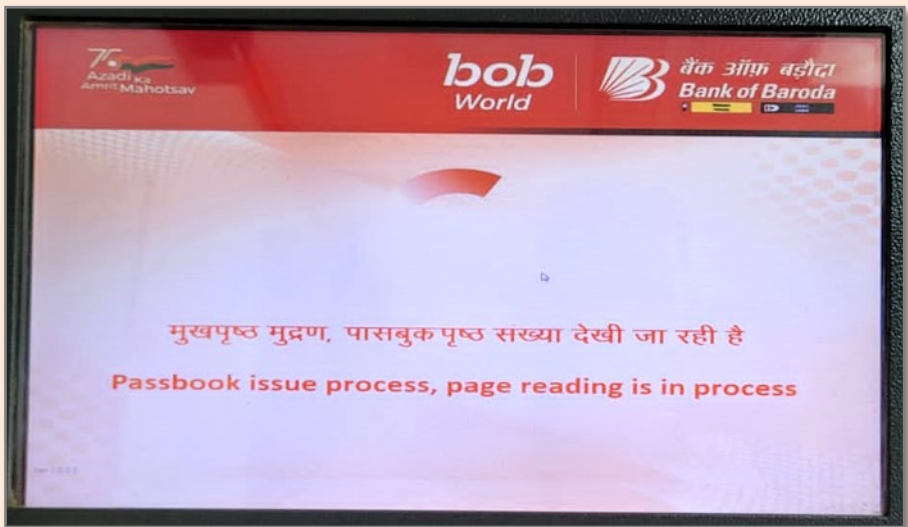 75
Azadi Ka
Amrit Mahotsav
bob
World
बैंक ऑफ़ बड़ौदा
Bank of Baroda
मुखपृष्ठ मुद्रण, पासबुक पृष्ठ संख्या देखी जा रही है
Passbook issue process, page reading is in process